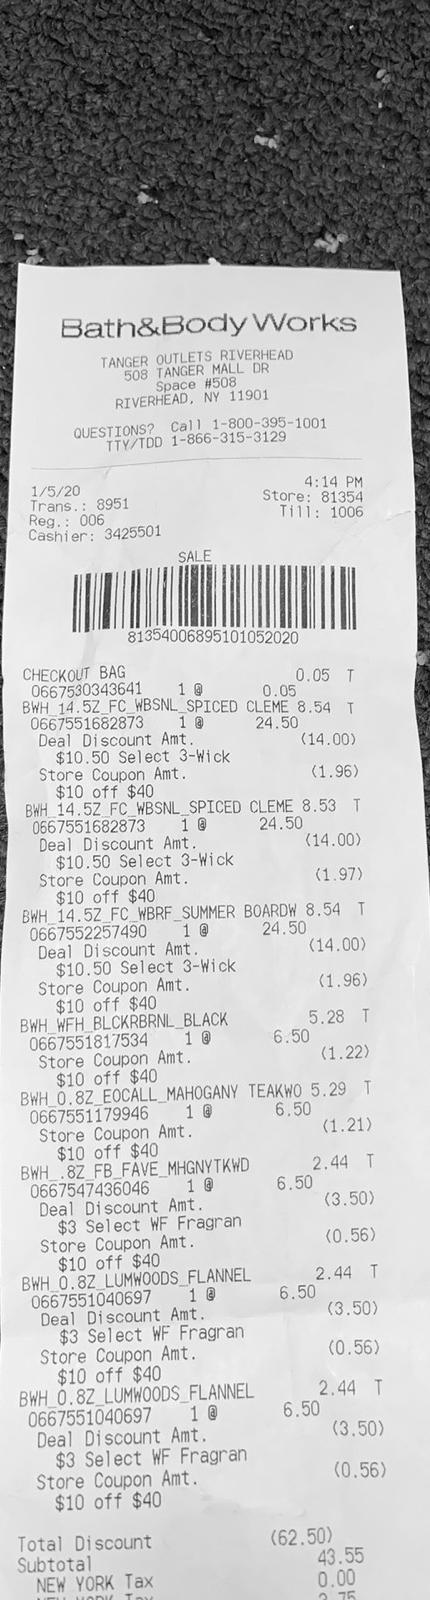 Bath&Body Works
TANGER OUTLETS RIVERHEAD
508 TANGER MALL DR
Space #508
RIVERHEAD, NY 11901
QUESTIONS? Call 1-800-395-1001
TTY/TDD 1-866-315-3129
1/5/20 4:14 PM
Trans.: 8951 Store: 81354
Reg.: 006 Till: 1006
Cashier: 3425501
SALE
81354006895101052020
CHECKOUT BAG 0.05 T
0667530343641 1 @ 0.05
BWH_14.5Z_FC_WBSNL_SPICED CLEME 8.54 T
0667551682873 1 @ 24.50
Deal Discount Amt. (14.00)
$10.50 Select 3-Wick
Store Coupon Amt. (1.96)
$10 off $40
BWH_14.5Z_FC_WBSNL_SPICED CLEME 8.53 T
0667551682873 1 @ 24.50
Deal Discount Amt. (14.00)
$10.50 Select 3-Wick
Store Coupon Amt. (1.97)
$10 off $40
BWH_14.5Z_FC_WBRF_SUMMER BOARDW 8.54 T
0667552257490 1 @ 24.50
Deal Discount Amt. (14.00)
$10.50 Select 3-Wick
Store Coupon Amt. (1.96)
$10 off $40
BWH_WFH_BLCKRBRNL_BLACK 5.28 T
0667551817534 1 @ 6.50
Store Coupon Amt. (1.22)
$10 off $40
BWH_0.8Z_EOCALL_MAHOGANY TEAKWO 5.29 T
0667551179946 1 @ 6.50
Store Coupon Amt. (1.21)
$10 off $40
BWH_.8Z_FB_FAVE_MHGNYTKWD 2.44 T
0667547436046 1 @ 6.50
Deal Discount Amt. (3.50)
$3 Select WF Fragran
Store Coupon Amt. (0.56)
$10 off $40
BWH_0.8Z_LUMWOODS_FLANNEL 2.44 T
0667551040697 1 @ 6.50
Deal Discount Amt. (3.50)
$3 Select WF Fragran
Store Coupon Amt. (0.56)
$10 off $40
BWH_0.8Z_LUMWOODS_FLANNEL 2.44 T
0667551040697 1 @ 6.50
Deal Discount Amt. (3.50)
$3 Select WF Fragran
Store Coupon Amt. (0.56)
$10 off $40
Total Discount (62.50)
Subtotal 43.55
NEW YORK Tax 0.00
NEW YORK Tax 3.75